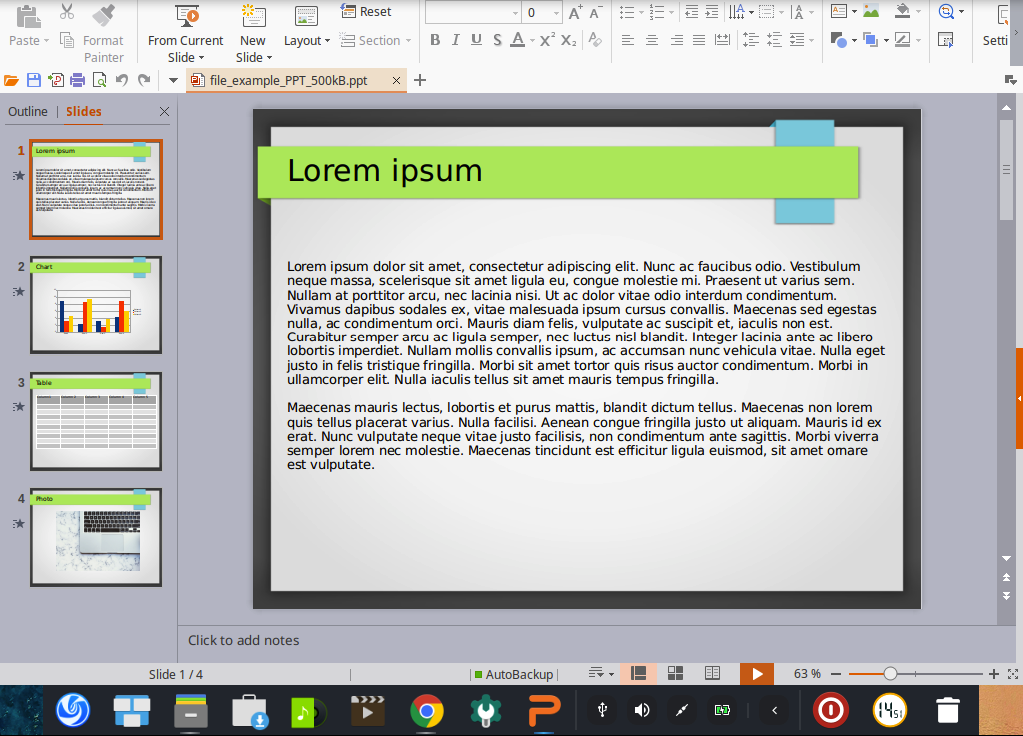 Reset
0
Paste
Format
Painter
From Current
Slide
New
Slide
Layout
Section
B I U S A X² X₂
Setti
file_example_PPT_500kB.ppt
Outline
Slides
1
Lorem ipsum
2
Chart
3
Table
4
Photo
Lorem ipsum
Lorem ipsum dolor sit amet, consectetur adipiscing elit. Nunc ac faucibus odio. Vestibulum
neque massa, scelerisque sit amet ligula eu, congue molestie mi. Praesent ut varius sem.
Nullam at porttitor arcu, nec lacinia nisi. Ut ac dolor vitae odio interdum condimentum.
Vivamus dapibus sodales ex, vitae malesuada ipsum cursus convallis. Maecenas sed egestas
nulla, ac condimentum orci. Mauris diam felis, vulputate ac suscipit et, iaculis non est.
Curabitur semper arcu ac ligula semper, nec luctus nisl blandit. Integer lacinia ante ac libero
lobortis imperdiet. Nullam mollis convallis ipsum, ac accumsan nunc vehicula vitae. Nulla eget
justo in felis tristique fringilla. Morbi sit amet tortor quis risus auctor condimentum. Morbi in
ullamcorper elit. Nulla iaculis tellus sit amet mauris tempus fringilla.
Maecenas mauris lectus, lobortis et purus mattis, blandit dictum tellus. Maecenas non lorem
quis tellus placerat varius. Nulla facilisi. Aenean congue fringilla justo ut aliquam. Mauris id ex
erat. Nunc vulputate neque vitae justo facilisis, non condimentum ante sagittis. Morbi viverra
semper lorem nec molestie. Maecenas tincidunt est efficitur ligula euismod, sit amet ornare
est vulputate.
Click to add notes
Slide 1 / 4
AutoBackup
63 %
14 51